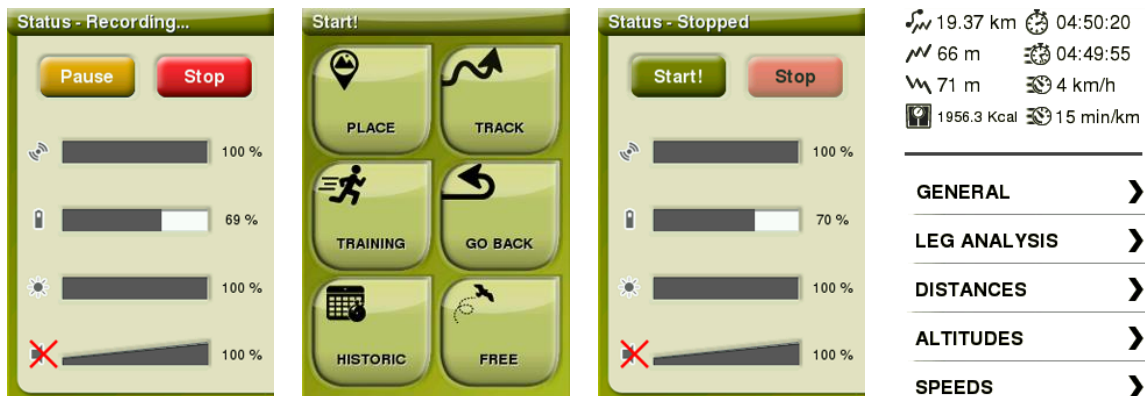 Status - Recording...
Pause Stop
100 %
69 %
100 %
100 %
Start!
PLACE TRACK
TRAINING GO BACK
HISTORIC FREE
Status - Stopped
Start! Stop
100 %
70 %
100 %
100 %
19.37 km 04:50:20
66 m 04:49:55
71 m 4 km/h
1956.3 Kcal 15 min/km
GENERAL
LEG ANALYSIS
DISTANCES
ALTITUDES
SPEEDS